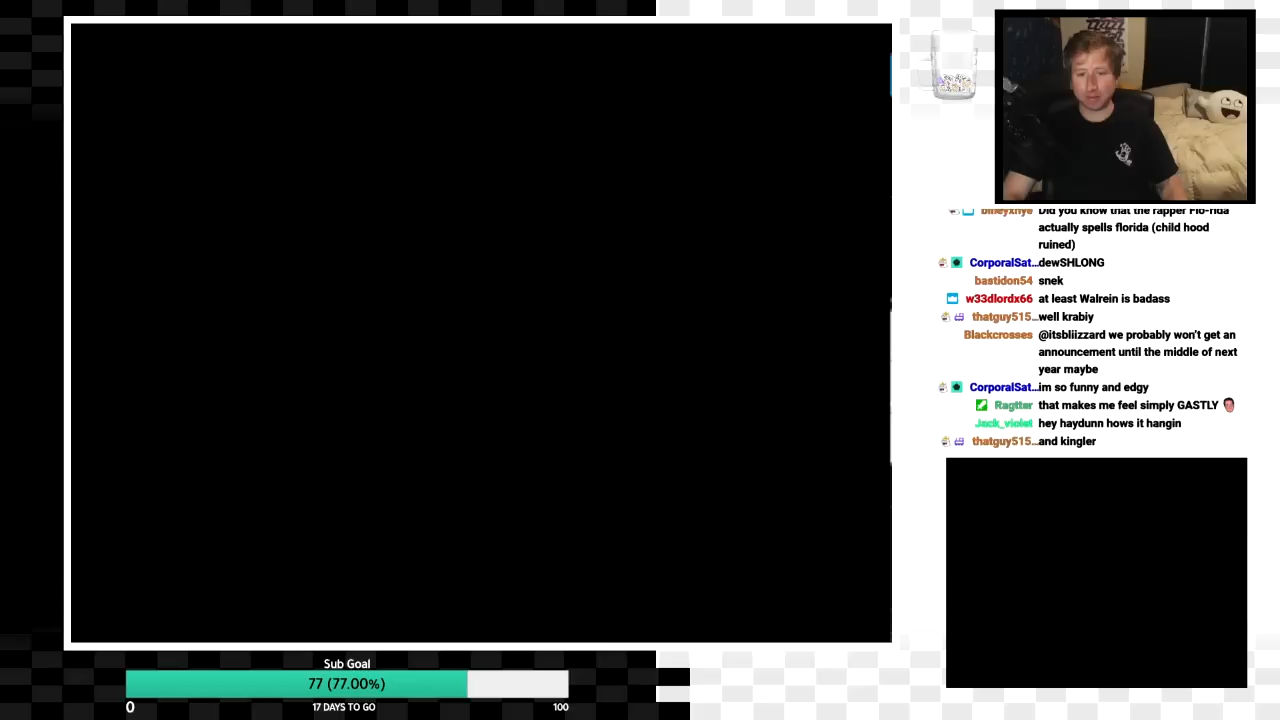 Did you know that the rapper Flo-rida
actually spells florida (child hood
ruined)
CorporalSat... dewSHLONG
bastidon54 snek
w33dlordx66 at least Walrein is badass
thatguy515... well krabiy
Blackcrosses @itsbliizzard we probably won't get an
announcement until the middle of next
year maybe
CorporalSat... im so funny and edgy
Ragtter that makes me feel simply GASTLY
Jack_violet hey haydunn hows it hangin
thatguy515... and kingler
Sub Goal
77 (77.00%)
0 17 DAYS TO GO 100